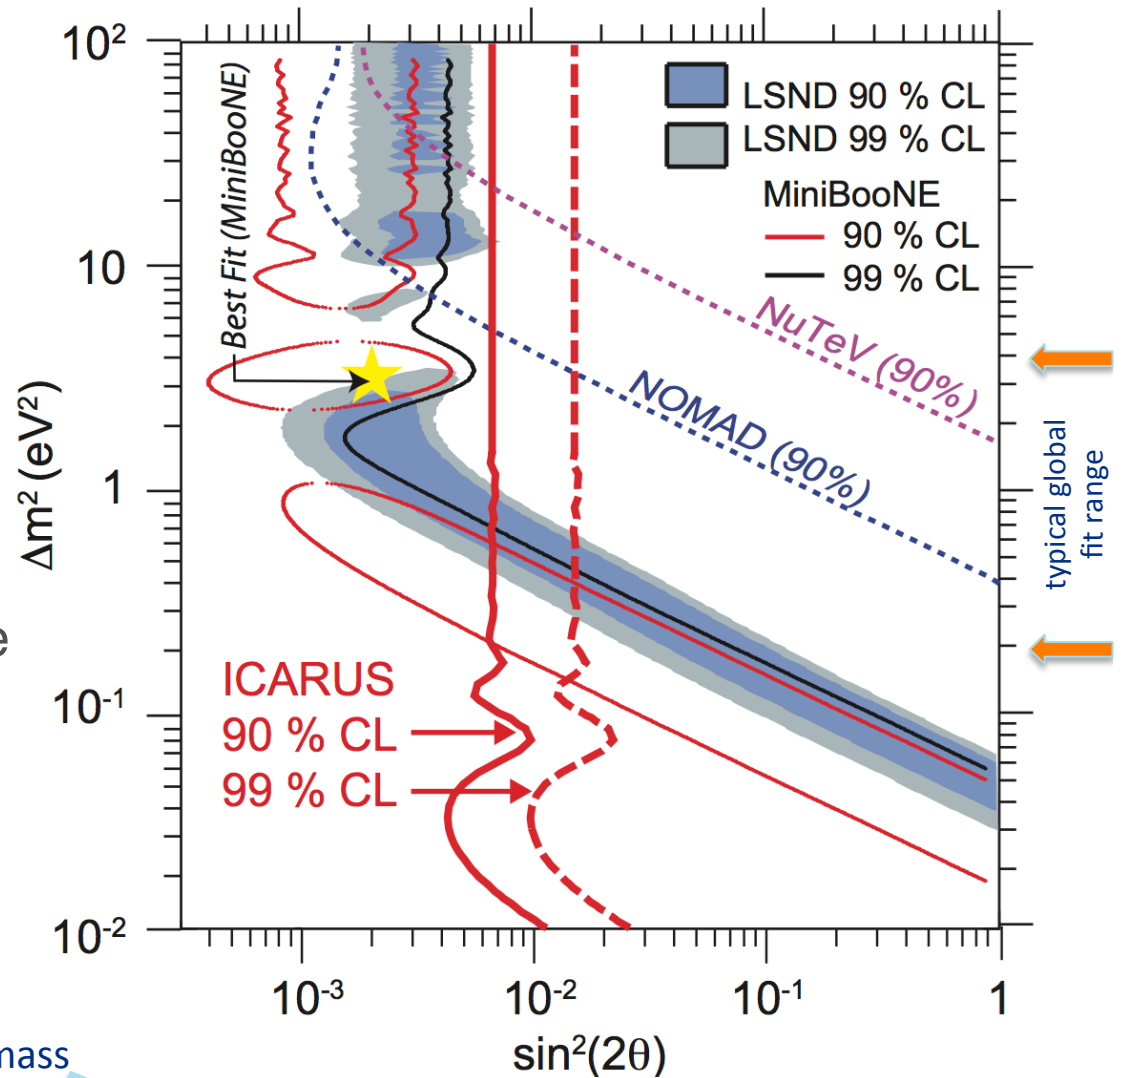 10²
10
1
10⁻¹
10⁻²
Δm² (eV²)
Best Fit (MiniBooNE)
LSND 90 % CL
LSND 99 % CL
MiniBooNE
90 % CL
99 % CL
NuTeV (90%)
NOMAD (90%)
typical global
fit range
ICARUS
90 % CL
99 % CL
10⁻³
10⁻²
10⁻¹
1
sin²(2θ)
e
mass